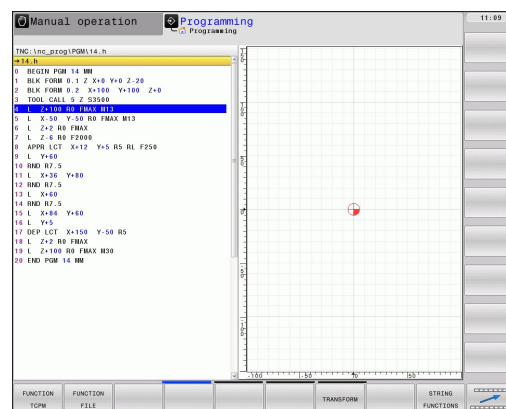 Manual operation
Programming
Programming
11:09
TNC:\nc_prog\PGM\14.h
→14.h
0 BEGIN PGM 14 MM
1 BLK FORM 0.1 Z X+0 Y+0 Z-20
2 BLK FORM 0.2 X+100 Y+100 Z+0
3 TOOL CALL 5 Z S3500
4 L Z+100 R0 FMAX M13
5 L X-50 Y-50 R0 FMAX M13
6 L Z+2 R0 FMAX
7 L Z-6 R0 F2000
8 APPR LCT X+12 Y+5 R5 RL F250
9 L Y+60
10 RND R7.5
11 L X+36 Y+80
12 RND R7.5
13 L X+60
14 RND R7.5
15 L X+84 Y+60
16 L Y+5
17 DEP LCT X+150 Y-50 R5
18 L Z+2 R0 FMAX
19 L Z+100 R0 FMAX M30
20 END PGM 14 MM
-100 -50 0 50
FUNCTION TCPM
FUNCTION FILE
TRANSFORM
STRING FUNCTIONS